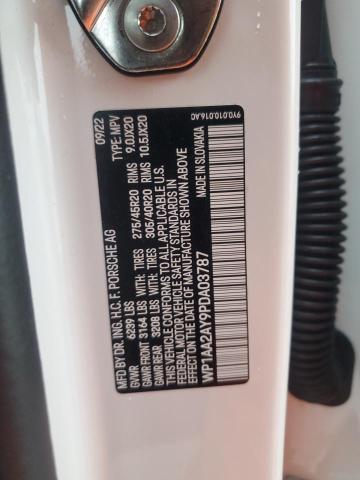 MFD BY DR. ING. H.C. F. PORSCHE AG 09/22
GVWR 6239 LBS TYPE: MPV
GAWR FRONT 3164 LBS WITH: TIRES 275/45R20 RIMS 9.0JX20
GAWR REAR 3208 LBS WITH: TIRES 305/40R20 RIMS 10.5JX20
THIS VEHICLE CONFORMS TO ALL APPLICABLE U.S.
FEDERAL MOTOR VEHICLE SAFETY STANDARDS IN
EFFECT ON THE DATE OF MANUFACTURE SHOWN ABOVE
WP1AA2AY9PDA03787 MADE IN SLOVAKIA
9Y0.010.016.AC